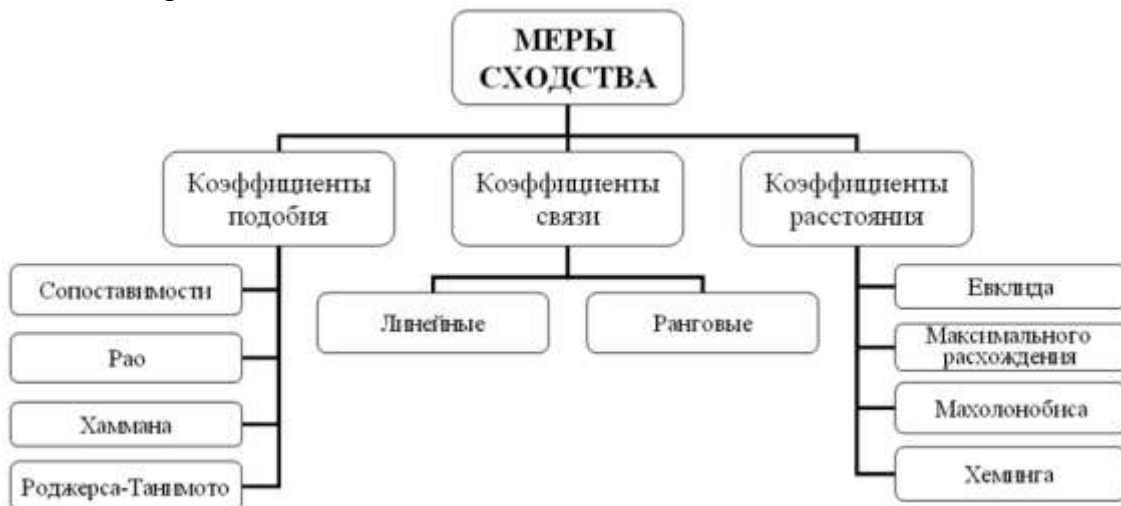 МЕРЫ
СХОДСТВА
Коэффициенты
подобия
Коэффициенты
связи
Коэффициенты
расстояния
Сопоставимости
Рао
Хаммана
Роджерса-Танимото
Линейные
Ранговые
Евклида
Максимального
расхождения
Махолонобиса
Хеминга